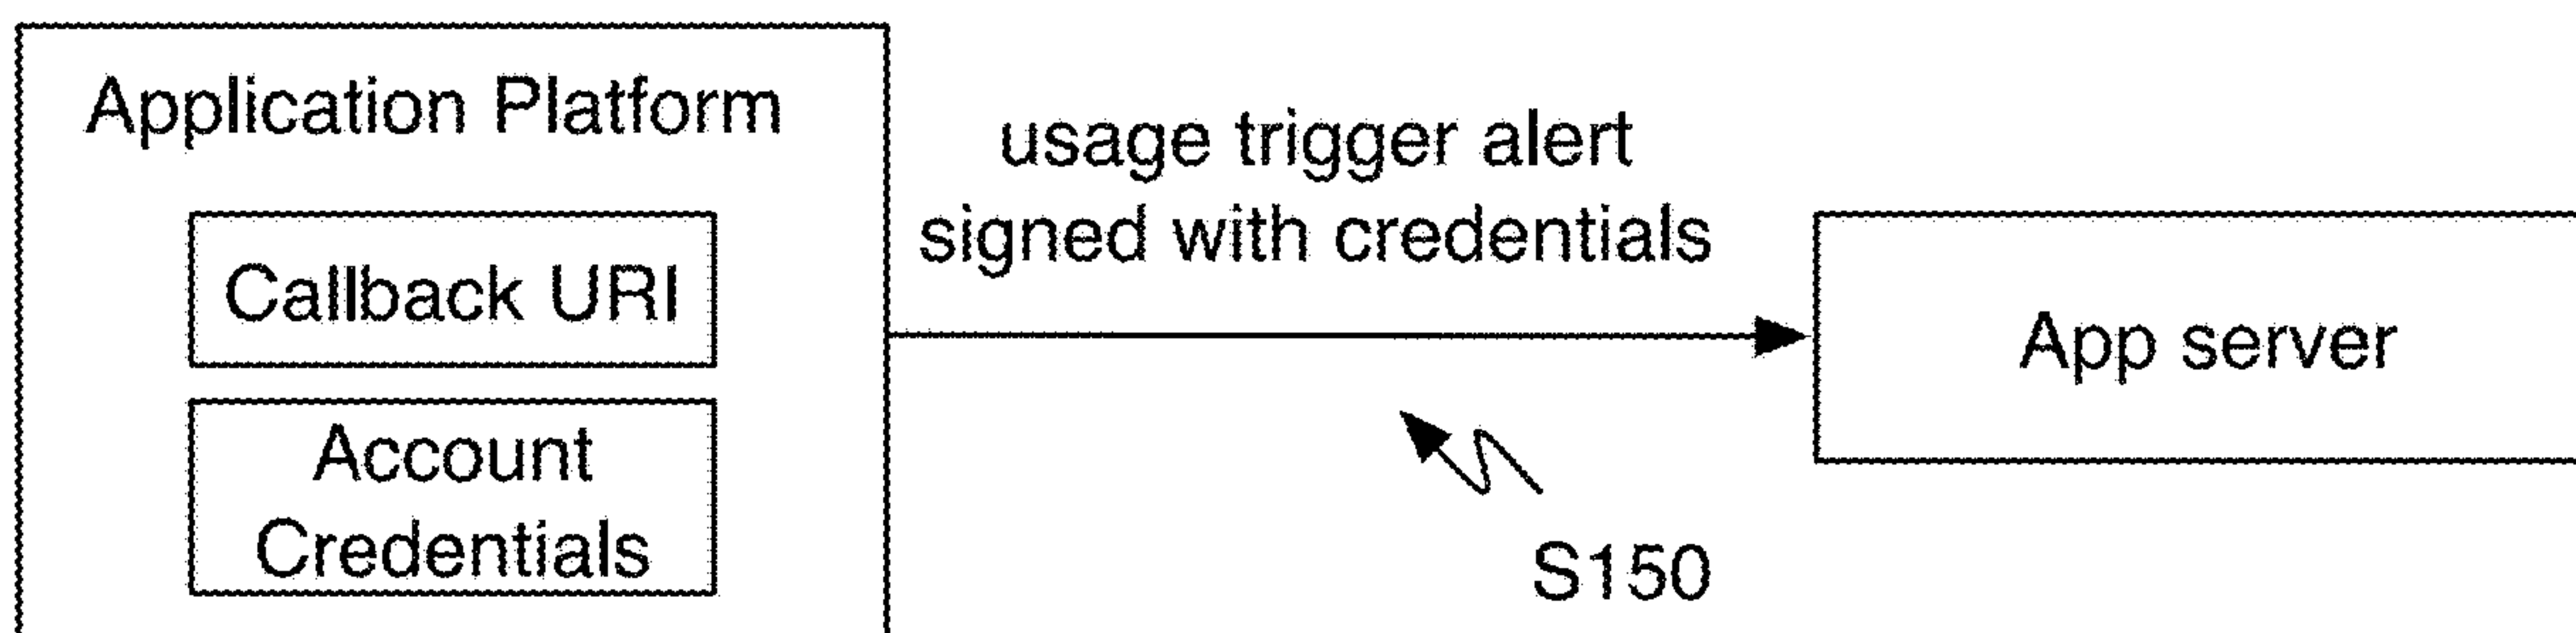 Application Platform
Callback URI
Account
Credentials
usage trigger alert
signed with credentials
S150
App server